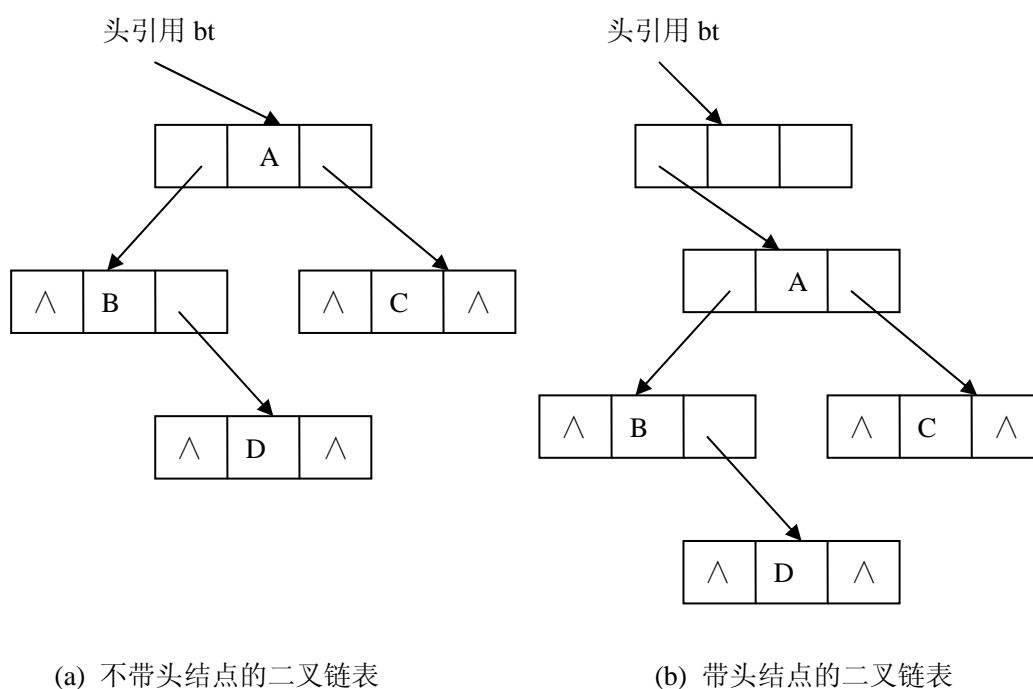 头引用 bt
头引用 bt
A
A
∧ B
∧ C ∧
∧ B
∧ C ∧
∧ D ∧
∧ D ∧
(a) 不带头结点的二叉链表
(b) 带头结点的二叉链表